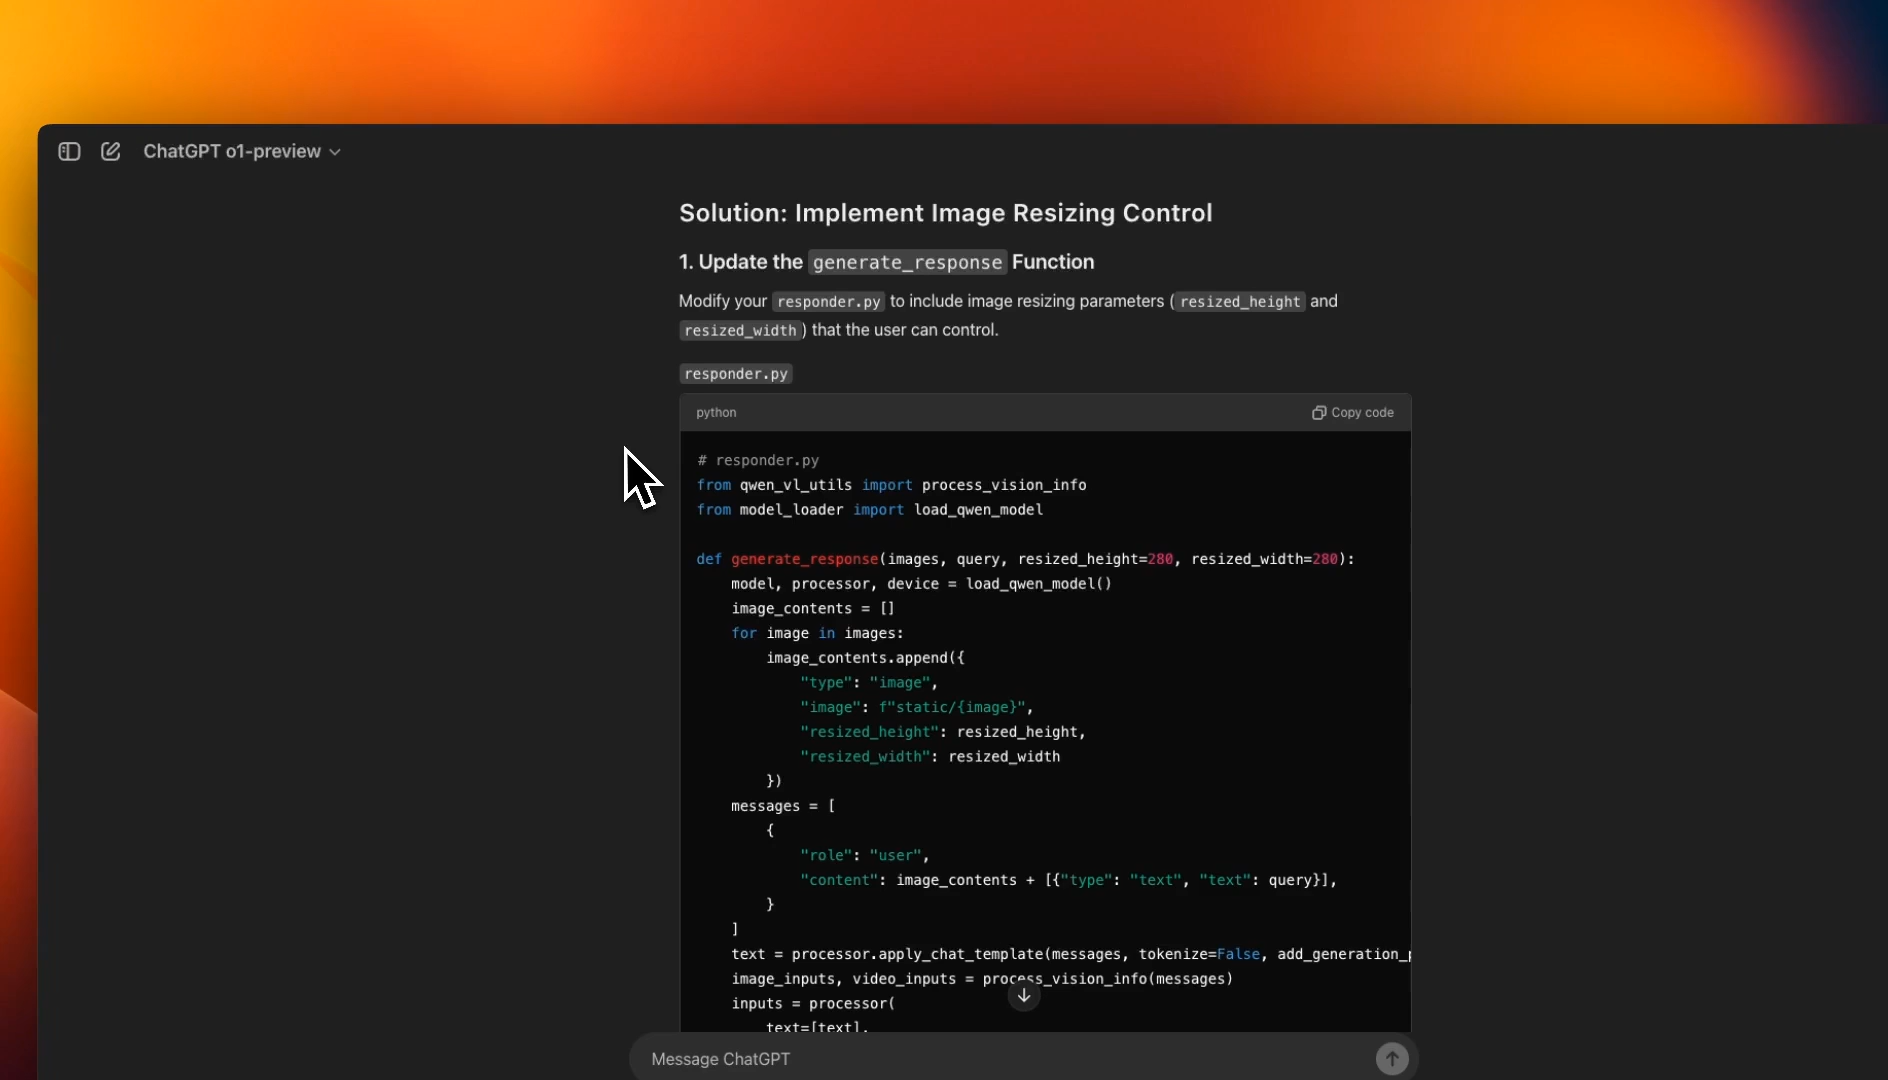 ChatGPT o1-preview
Solution: Implement Image Resizing Control
1. Update the generate_response Function
Modify your responder.py to include image resizing parameters ( resized_height and
resized_width ) that the user can control.
responder.py
python
Copy code
# responder.py
from qwen_vl_utils import process_vision_info
from model_loader import load_qwen_model
def generate_response(images, query, resized_height=280, resized_width=280):
    model, processor, device = load_qwen_model()
    image_contents = []
    for image in images:
        image_contents.append({
            "type": "image",
            "image": f"static/{image}",
            "resized_height": resized_height,
            "resized_width": resized_width
        })
    messages = [
        {
            "role": "user",
            "content": image_contents + [{"type": "text", "text": query}],
        }
    ]
    text = processor.apply_chat_template(messages, tokenize=False, add_generation_
    image_inputs, video_inputs = process_vision_info(messages)
    inputs = processor(
        text=[text],
Message ChatGPT